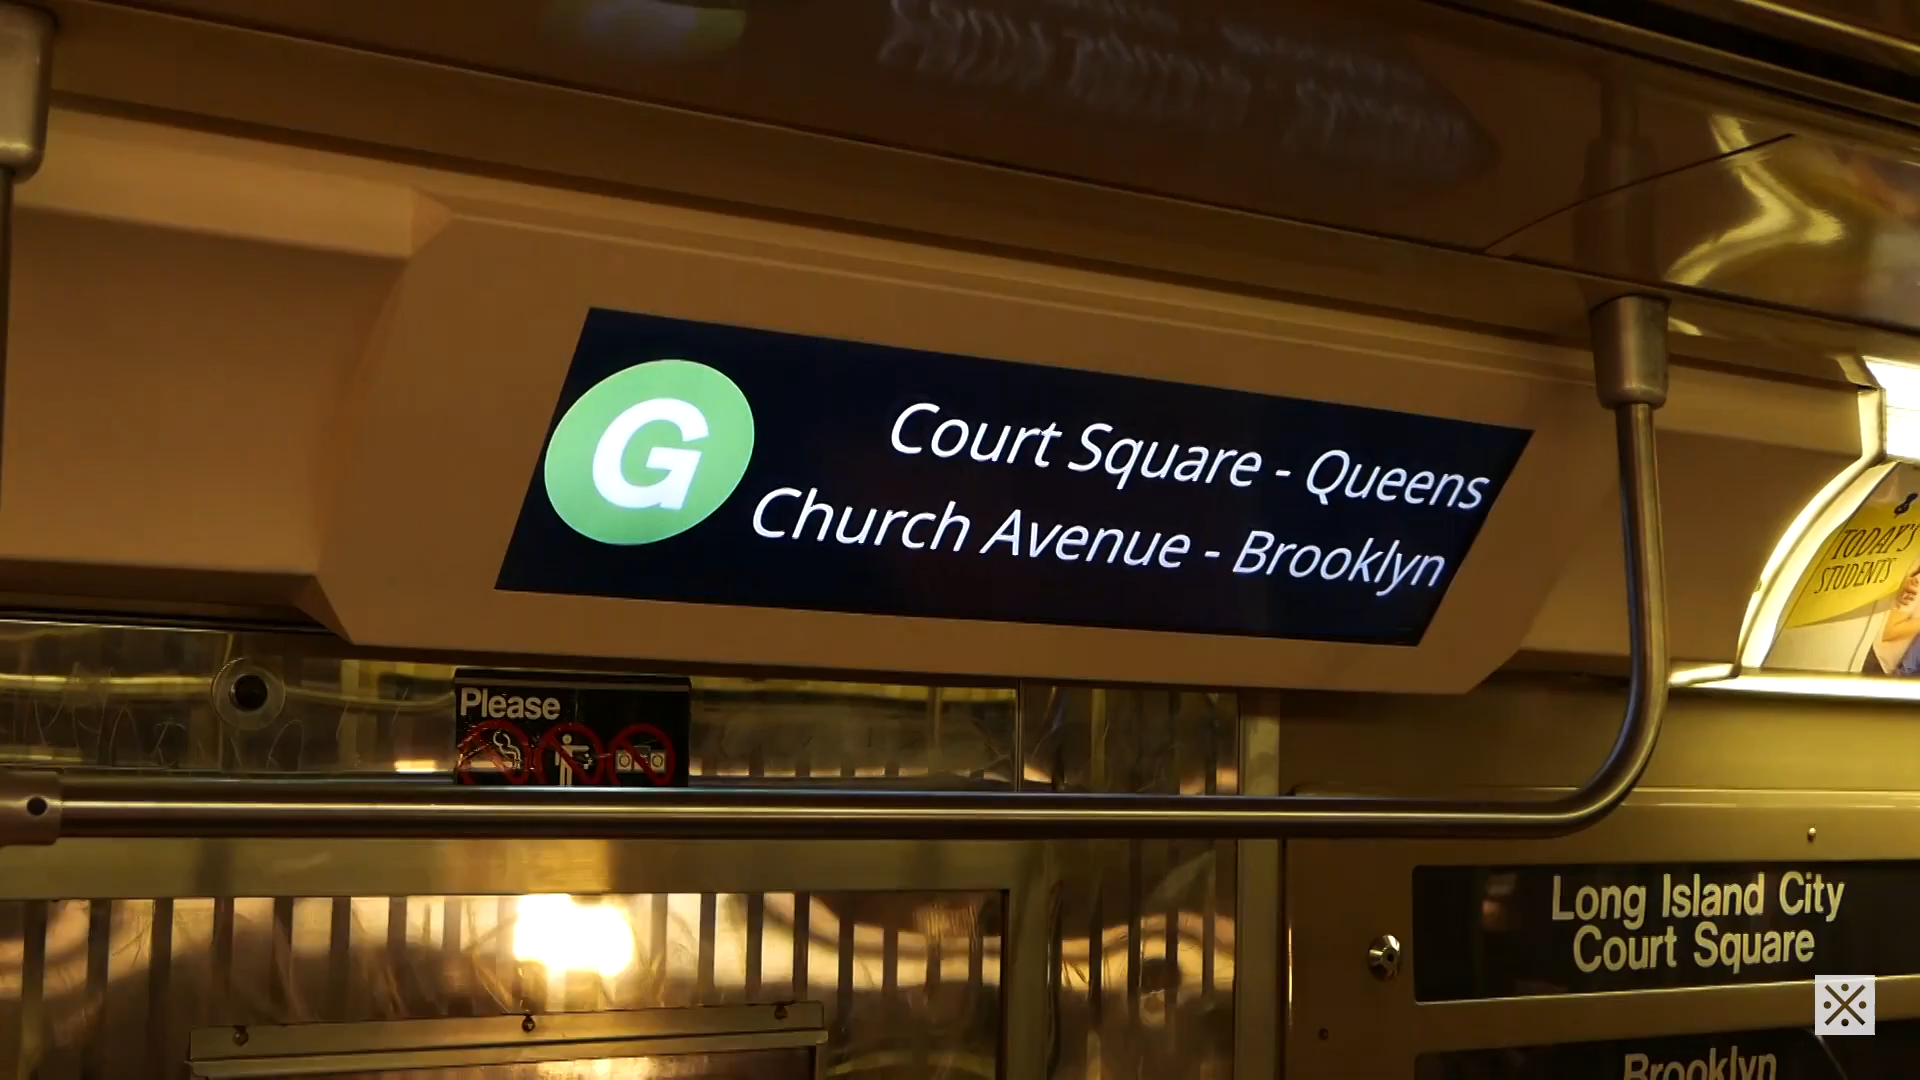 G
Court Square - Queens
Church Avenue - Brooklyn
Please
TODAY'S
STUDENTS
Long Island City
Court Square
Brooklyn